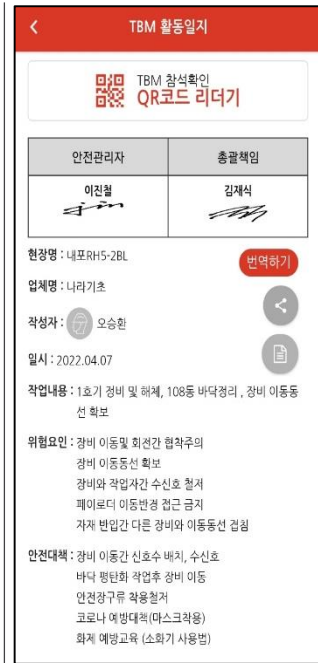 TBM 활동일지
TBM 참석확인
QR코드 리더기
안전관리자 총괄책임
이진철 김재식
현장명 : 내포RH5-2BL
번역하기
업체명 : 나라기초
작성자 : 오승환
일시 : 2022.04.07
작업내용 : 1호기 정비 및 해체, 108동 바닥정리 , 장비 이동동
선 확보
위험요인 : 장비 이동및 회전간 협착주의
장비 이동동선 확보
장비와 작업자간 수신호 철저
페이로더 이동반경 접근 금지
자재 반입간 다른 장비와 이동동선 겹침
안전대책 : 장비 이동간 신호수 배치, 수신호
바닥 평탄화 작업후 장비 이동
안전장구류 착용철저
코로나 예방대책(마스크착용)
화제 예방교육 (소화기 사용법)